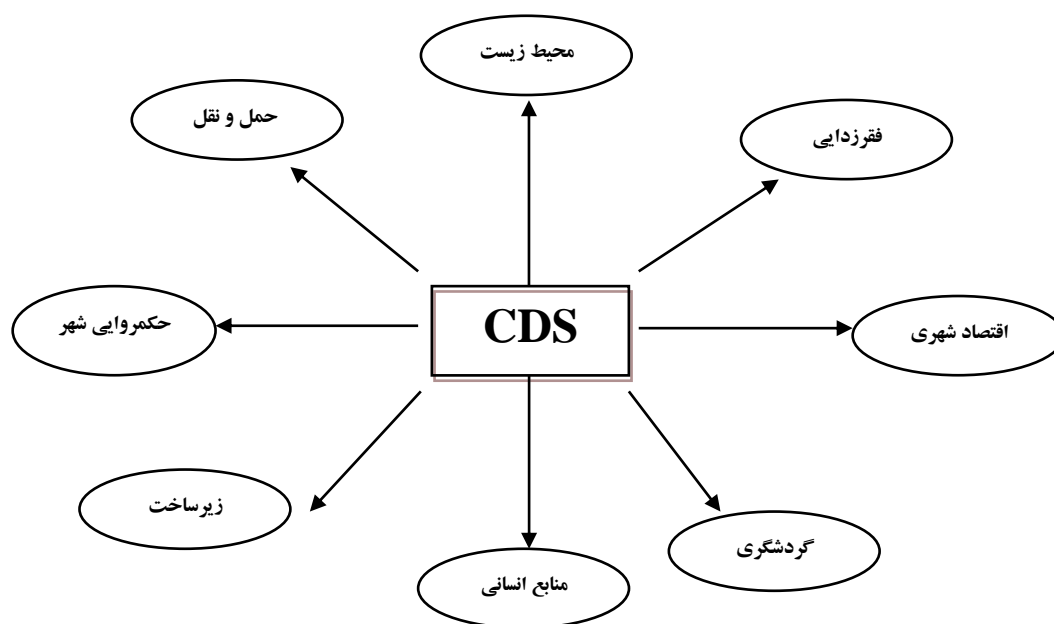 محیط زیست
حمل و نقل
فقرزدایی
حکمروایی شهر
CDS
اقتصاد شهری
زیرساخت
گردشگری
منابع انسانی